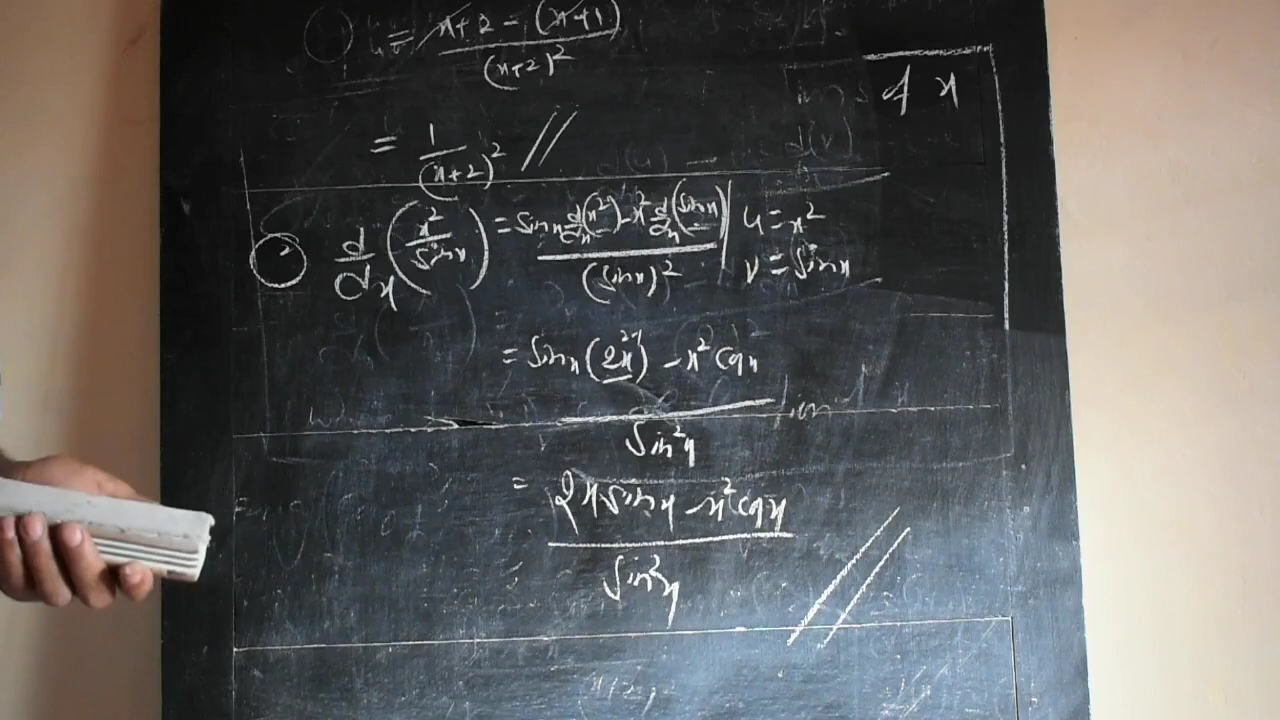 = x+2 - (x+1)
(x+2)²
d x
= 1/(x+2)² //
② d/dx (x²/sin x) = sin x d/dx (x²) - x² d/dx (sin x) | u = x²
(sin x)² v = sin x
= sin x (2x²⁻¹) - x² cos x
sin² x
= 2x sin x - x² cos x
sin² x //